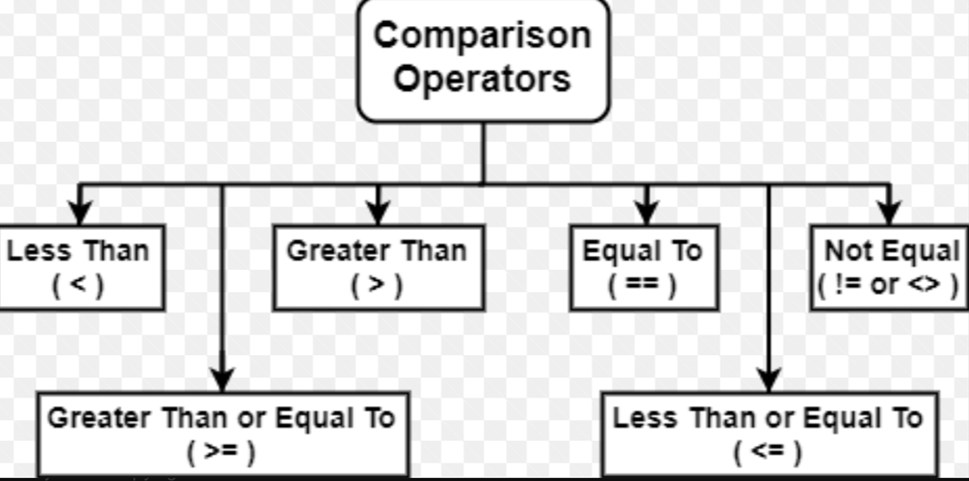 Comparison
Operators
Less Than
( < )
Greater Than
( > )
Equal To
( == )
Not Equal
( != or <> )
Greater Than or Equal To
( >= )
Less Than or Equal To
( <= )